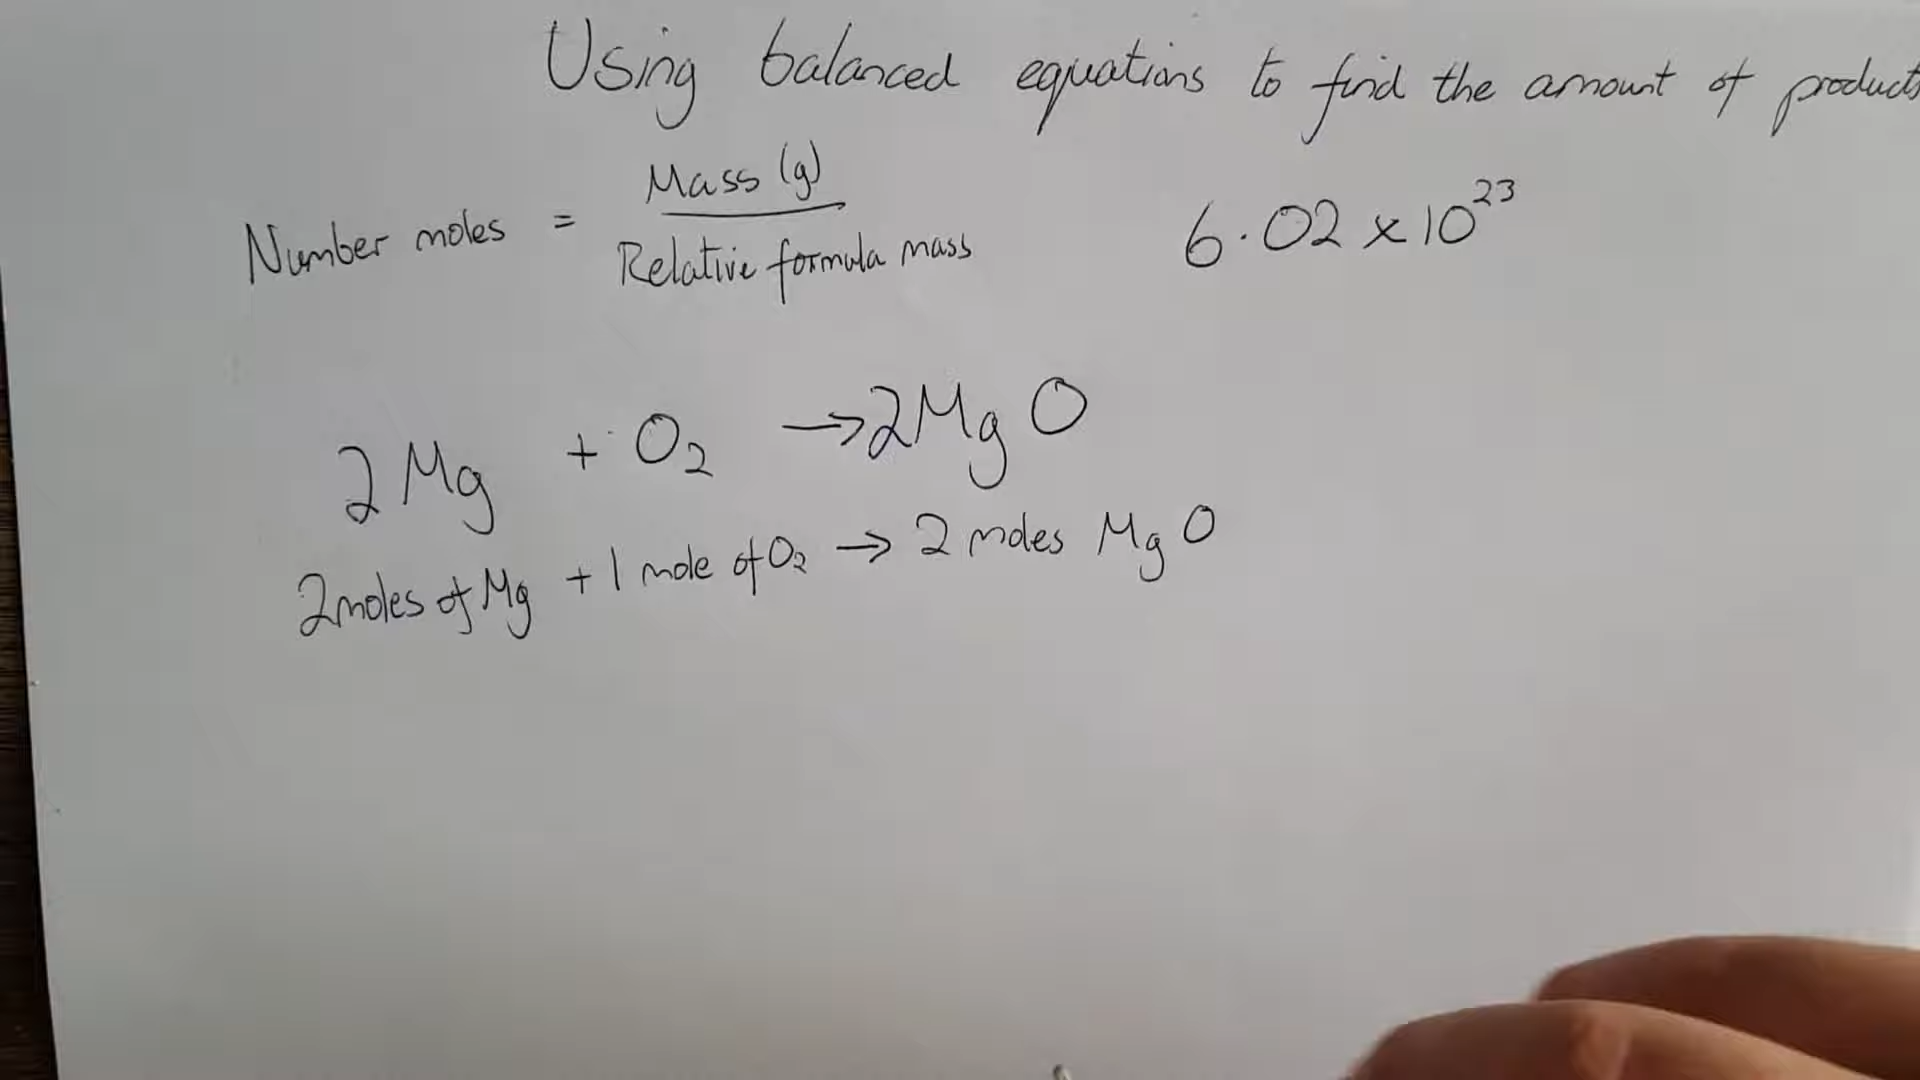 Using balanced equations to find the amount of products
Number moles = Mass (g) / Relative formula mass
6.02 x 10²³
2Mg + O₂ → 2MgO
2moles of Mg + 1 mole of O₂ → 2 moles MgO